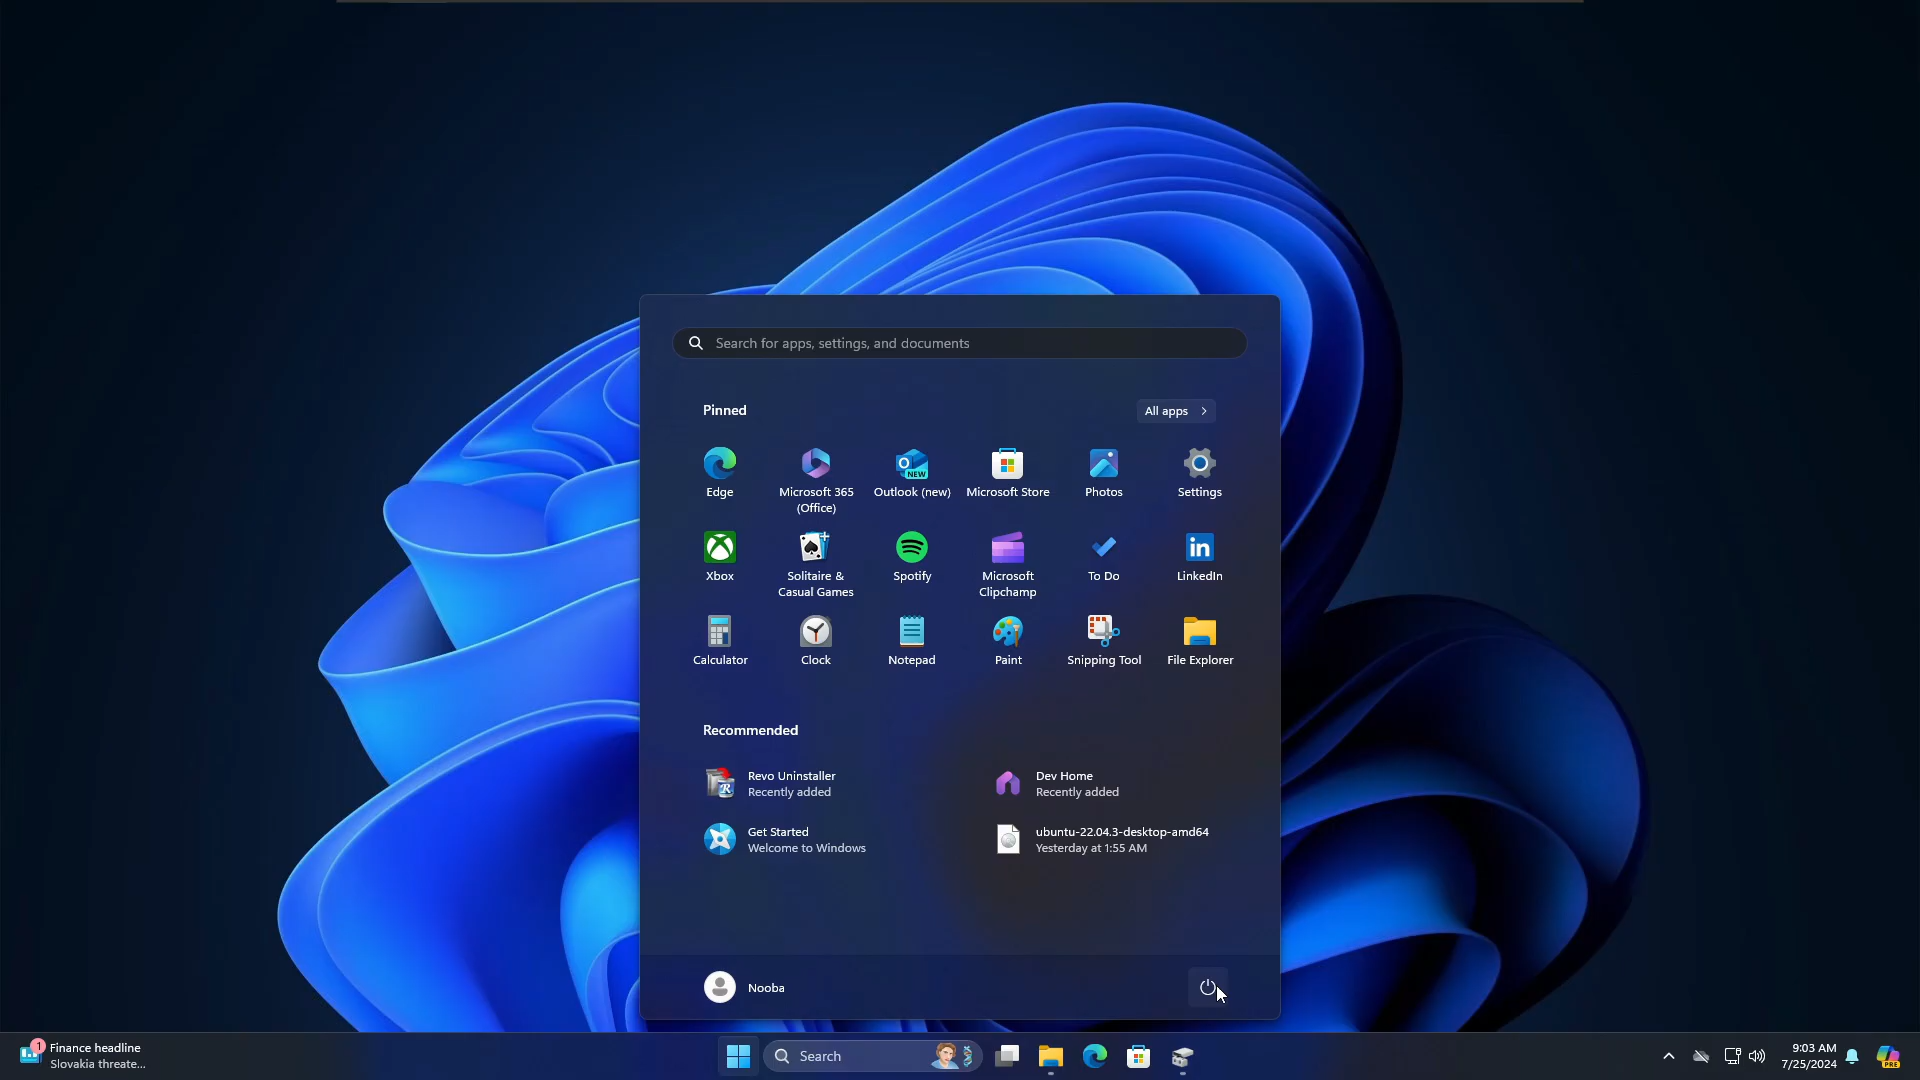 Search for apps, settings, and documents
Pinned
All apps
Edge
Microsoft 365
(Office)
Outlook (new)
Microsoft Store
Photos
Settings
Xbox
Solitaire &
Casual Games
Spotify
Microsoft
Clipchamp
To Do
LinkedIn
Calculator
Clock
Notepad
Paint
Snipping Tool
File Explorer
Recommended
Revo Uninstaller
Recently added
Dev Home
Recently added
Get Started
Welcome to Windows
ubuntu-22.04.3-desktop-amd64
Yesterday at 1:55 AM
Nooba
1
Finance headline
Slovakia threate...
Search
9:03 AM
7/25/2024
PRE